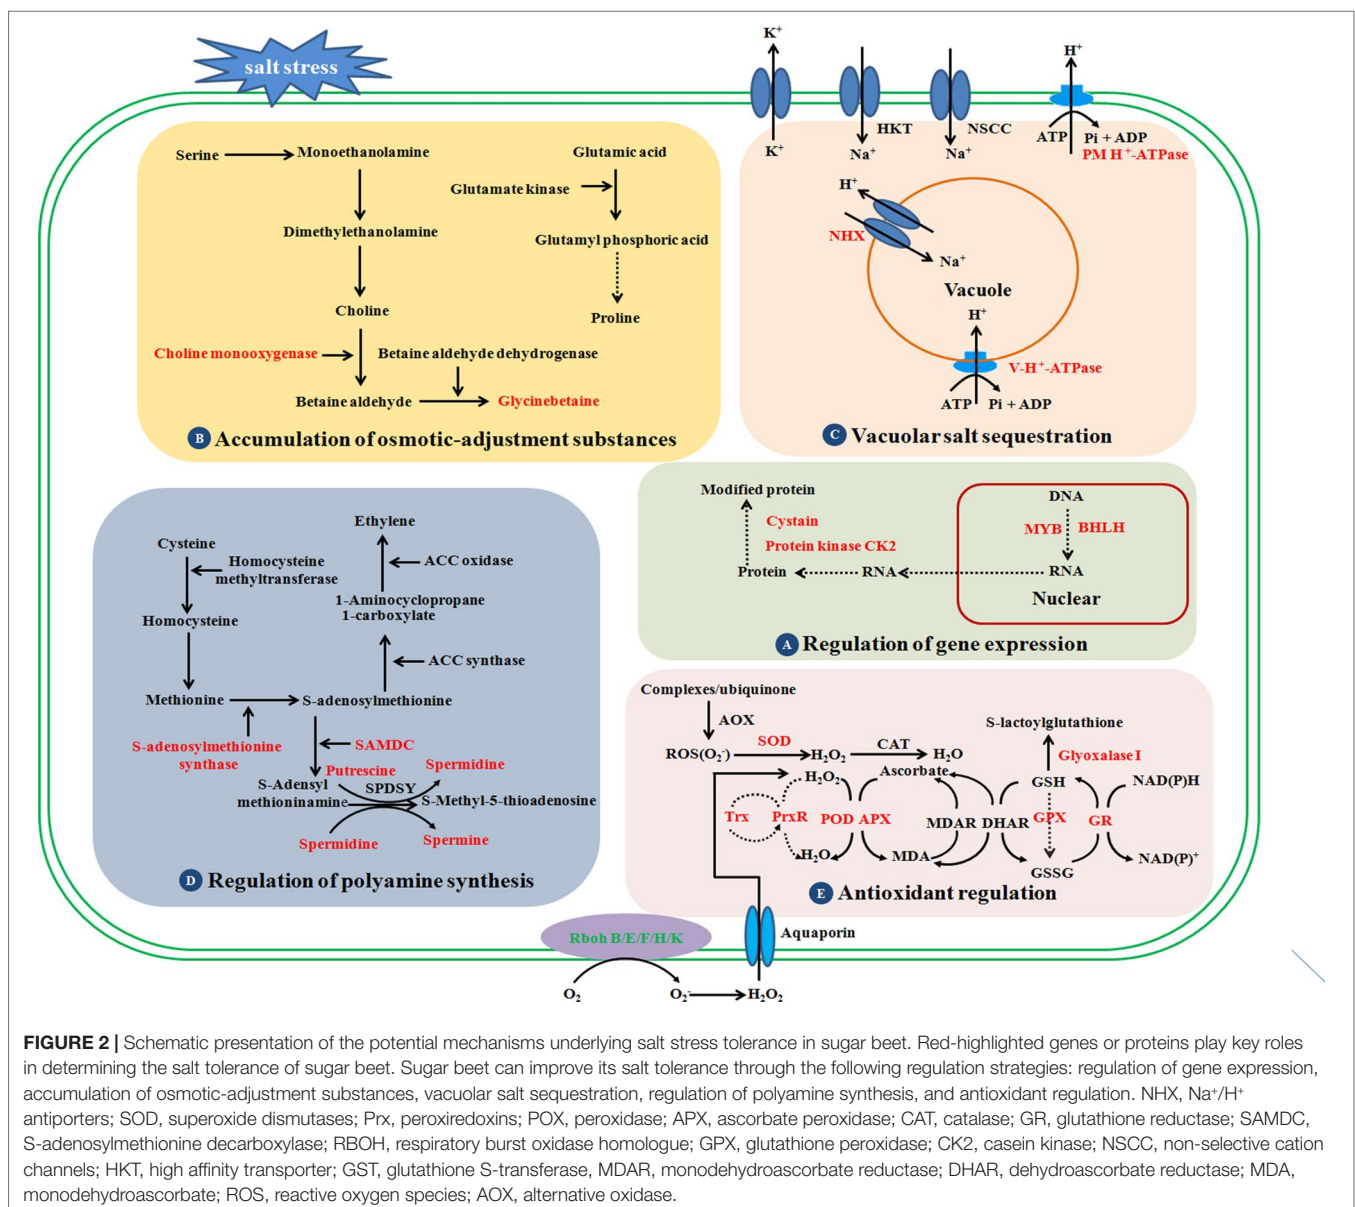 salt stress
K⁺
H⁺
HKT
NSCC
ATP
Pi + ADP
PM H⁺-ATPase
K⁺
Na⁺
Na⁺
Serine
Monoethanolamine
Glutamic acid
Glutamate kinase
Dimethylethanolamine
Glutamyl phosphoric acid
Choline
Proline
Choline monooxygenase
Betaine aldehyde dehydrogenase
Betaine aldehyde
Glycinebetaine
B Accumulation of osmotic-adjustment substances
H⁺
NHX
Na⁺
Vacuole
H⁺
V-H⁺-ATPase
ATP
Pi + ADP
C Vacuolar salt sequestration
Modified protein
DNA
Cystain
MYB
BHLH
Protein kinase CK2
Protein
RNA
RNA
Nuclear
A Regulation of gene expression
Ethylene
Cysteine
Homocysteine
methyltransferase
ACC oxidase
1-Aminocyclopropane
1-carboxylate
Homocysteine
ACC synthase
Methionine
S-adenosylmethionine
S-adenosylmethionine
synthase
SAMDC
Putrescine
Spermidine
S-Adensyl
methioninamine
SPDSY
S-Methyl-5-thioadenosine
Spermidine
Spermine
D Regulation of polyamine synthesis
Complexes/ubiquinone
AOX
S-lactoylglutathione
ROS(O₂⁻)
SOD
H₂O₂
CAT
H₂O
Glyoxalase I
H₂O₂
Ascorbate
GSH
NAD(P)H
Trx
PrxR
POD
APX
MDAR
DHAR
GPX
GR
H₂O
MDA
GSSG
NAD(P)⁺
E Antioxidant regulation
Rboh B/E/F/H/K
Aquaporin
O₂
O₂⁻
H₂O₂
FIGURE 2 | Schematic presentation of the potential mechanisms underlying salt stress tolerance in sugar beet. Red-highlighted genes or proteins play key roles
in determining the salt tolerance of sugar beet. Sugar beet can improve its salt tolerance through the following regulation strategies: regulation of gene expression,
accumulation of osmotic-adjustment substances, vacuolar salt sequestration, regulation of polyamine synthesis, and antioxidant regulation. NHX, Na⁺/H⁺
antiporters; SOD, superoxide dismutases; Prx, peroxiredoxins; POX, peroxidase; APX, ascorbate peroxidase; CAT, catalase; GR, glutathione reductase; SAMDC,
S-adenosylmethionine decarboxylase; RBOH, respiratory burst oxidase homologue; GPX, glutathione peroxidase; CK2, casein kinase; NSCC, non-selective cation
channels; HKT, high affinity transporter; GST, glutathione S-transferase, MDAR, monodehydroascorbate reductase; DHAR, dehydroascorbate reductase; MDA,
monodehydroascorbate; ROS, reactive oxygen species; AOX, alternative oxidase.